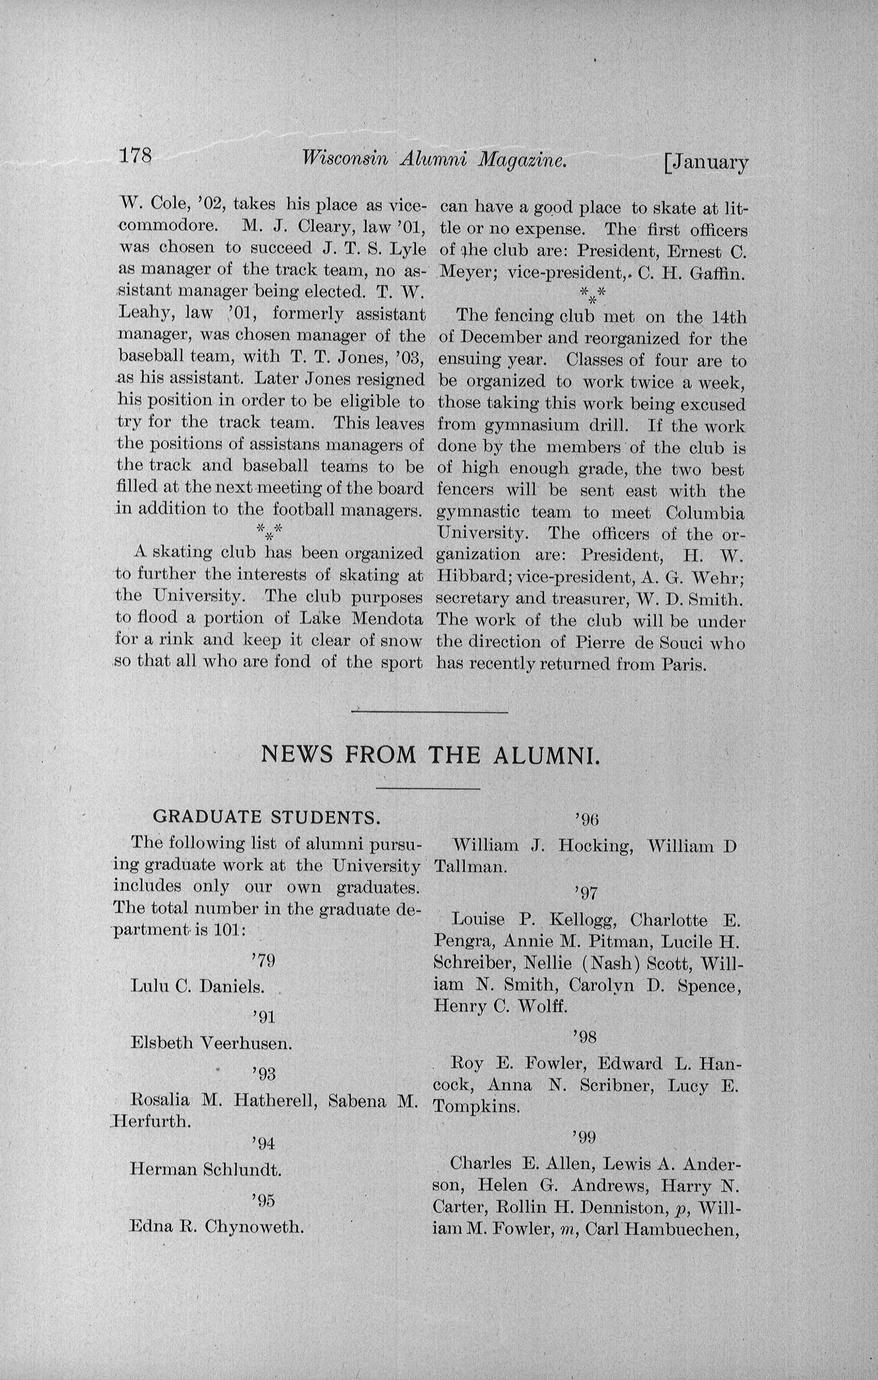 178
Wisconsin Alumni Magazine.
[January
W. Cole, ’02, takes his place as vice-
commodore. M. J. Cleary, law ’01,
was chosen to succeed J. T. S. Lyle
as manager of the track team, no as-
sistant manager being elected. T. W.
Leahy, law ’01, formerly assistant
manager, was chosen manager of the
baseball team, with T. T. Jones, ’03,
as his assistant. Later Jones resigned
his position in order to be eligible to
try for the track team. This leaves
the positions of assistans managers of
the track and baseball teams to be
filled at the next meeting of the board
in addition to the football managers.
* * *
A skating club has been organized
to further the interests of skating at
the University. The club purposes
to flood a portion of Lake Mendota
for a rink and keep it clear of snow
so that all who are fond of the sport
can have a good place to skate at lit-
tle or no expense. The first officers
of the club are: President, Ernest C.
Meyer; vice-president, C. H. Gaffin.
* * *
The fencing club met on the 14th
of December and reorganized for the
ensuing year. Classes of four are to
be organized to work twice a week,
those taking this work being excused
from gymnasium drill. If the work
done by the members of the club is
of high enough grade, the two best
fencers will be sent east with the
gymnastic team to meet Columbia
University. The officers of the or-
ganization are: President, H. W.
Hibbard; vice-president, A. G. Wehr;
secretary and treasurer, W. D. Smith.
The work of the club will be under
the direction of Pierre de Souci who
has recently returned from Paris.
NEWS FROM THE ALUMNI.
GRADUATE STUDENTS.
The following list of alumni pursu-
ing graduate work at the University
includes only our own graduates.
The total number in the graduate de-
partment is 101:
’79
Lulu C. Daniels.
’91
Elsbeth Veerhusen.
’93
Rosalia M. Hatherell, Sabena M.
Herfurth.
’94
Herman Schlundt.
’95
Edna R. Chynoweth.
’96
William J. Hocking, William D
Tallman.
’97
Louise P. Kellogg, Charlotte E.
Pengra, Annie M. Pitman, Lucile H.
Schreiber, Nellie (Nash) Scott, Will-
iam N. Smith, Carolyn D. Spence,
Henry C. Wolff.
’98
Roy E. Fowler, Edward L. Han-
cock, Anna N. Scribner, Lucy E.
Tompkins.
’99
Charles E. Allen, Lewis A. Ander-
son, Helen G. Andrews, Harry N.
Carter, Rollin H. Denniston, p, Will-
iam M. Fowler, m, Carl Hambuechen,